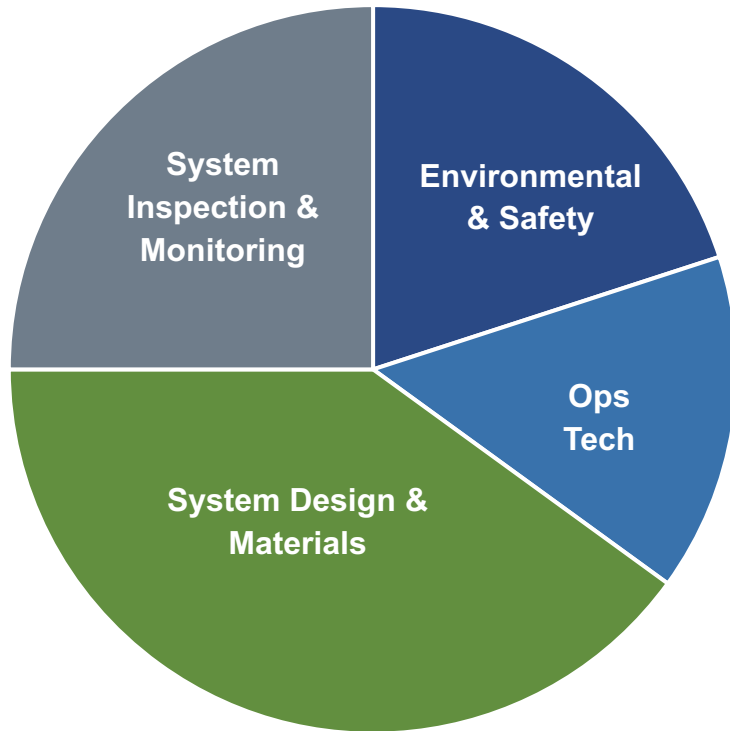 System
Inspection &
Monitoring
Environmental
& Safety
Ops
Tech
System Design &
Materials